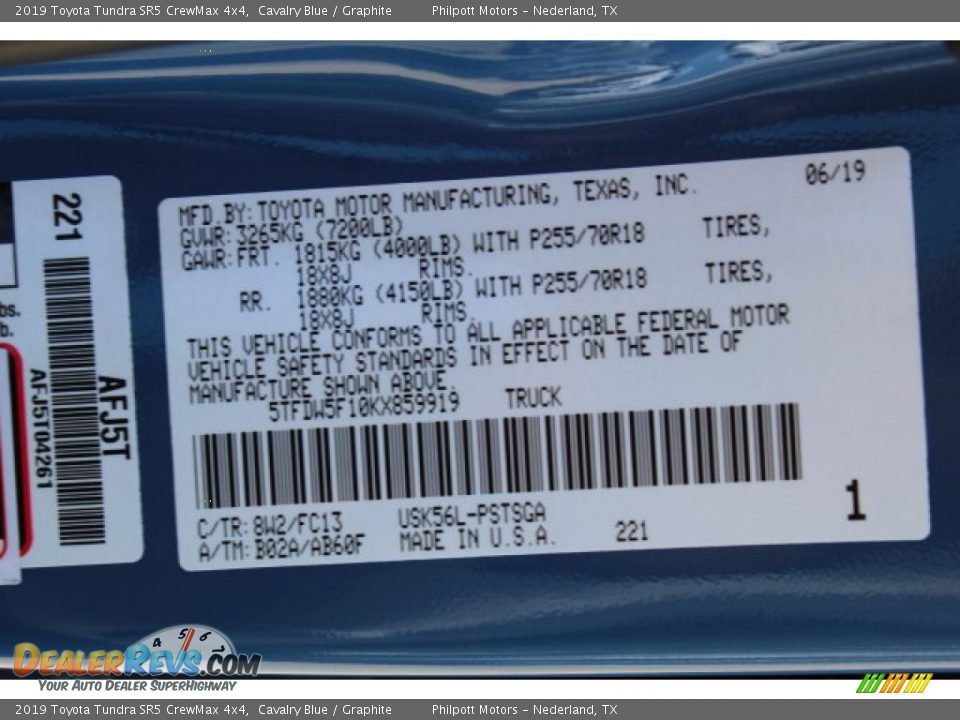 2019 Toyota Tundra SR5 CrewMax 4x4, Cavalry Blue / Graphite Philpott Motors - Nederland, TX
MFD.BY:TOYOTA MOTOR MANUFACTURING, TEXAS, INC. 06/19
GVWR:3265KG (7200LB)
GAWR:FRT. 1815KG (4000LB) WITH P255/70R18 TIRES,
18X8J RIMS.
RR. 1880KG (4150LB) WITH P255/70R18 TIRES,
18X8J RIMS.
THIS VEHICLE CONFORMS TO ALL APPLICABLE FEDERAL MOTOR
VEHICLE SAFETY STANDARDS IN EFFECT ON THE DATE OF
MANUFACTURE SHOWN ABOVE.
5TFDW5F10KX859919 TRUCK
C/TR:8W2/FC13 USK56L-PSTSGA
A/TM:B02A/AB60F MADE IN U.S.A. 221
1
221
AFJ5T
AFJ5T04261
bs.
b.
4 5 6
DealerRevs.com
Your Auto Dealer SuperHighway
2019 Toyota Tundra SR5 CrewMax 4x4, Cavalry Blue / Graphite Philpott Motors - Nederland, TX